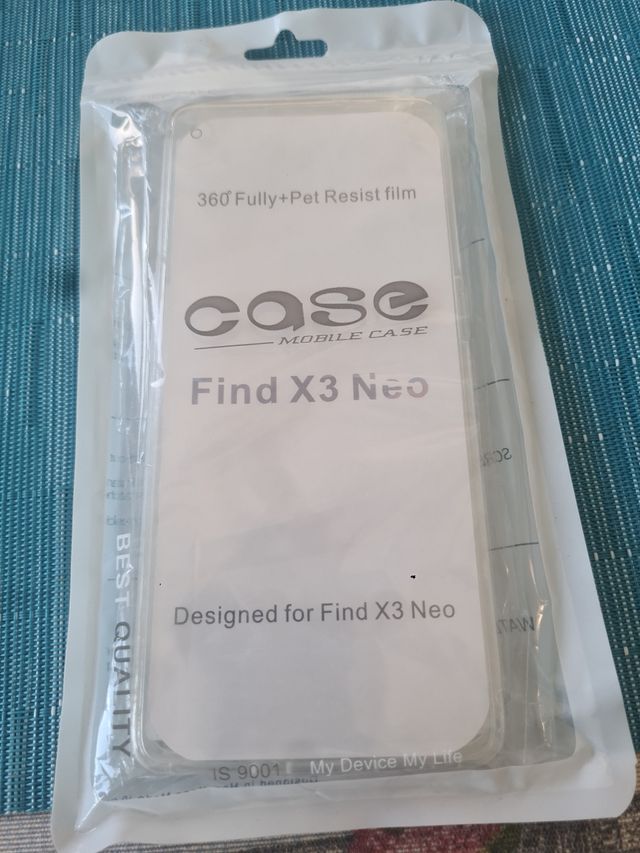 360° Fully+Pet Resist film
case
MOBILE CASE
Find X3 Neo
Designed for Find X3 Neo
BEST QUALITY
IS 9001
My Device My Life